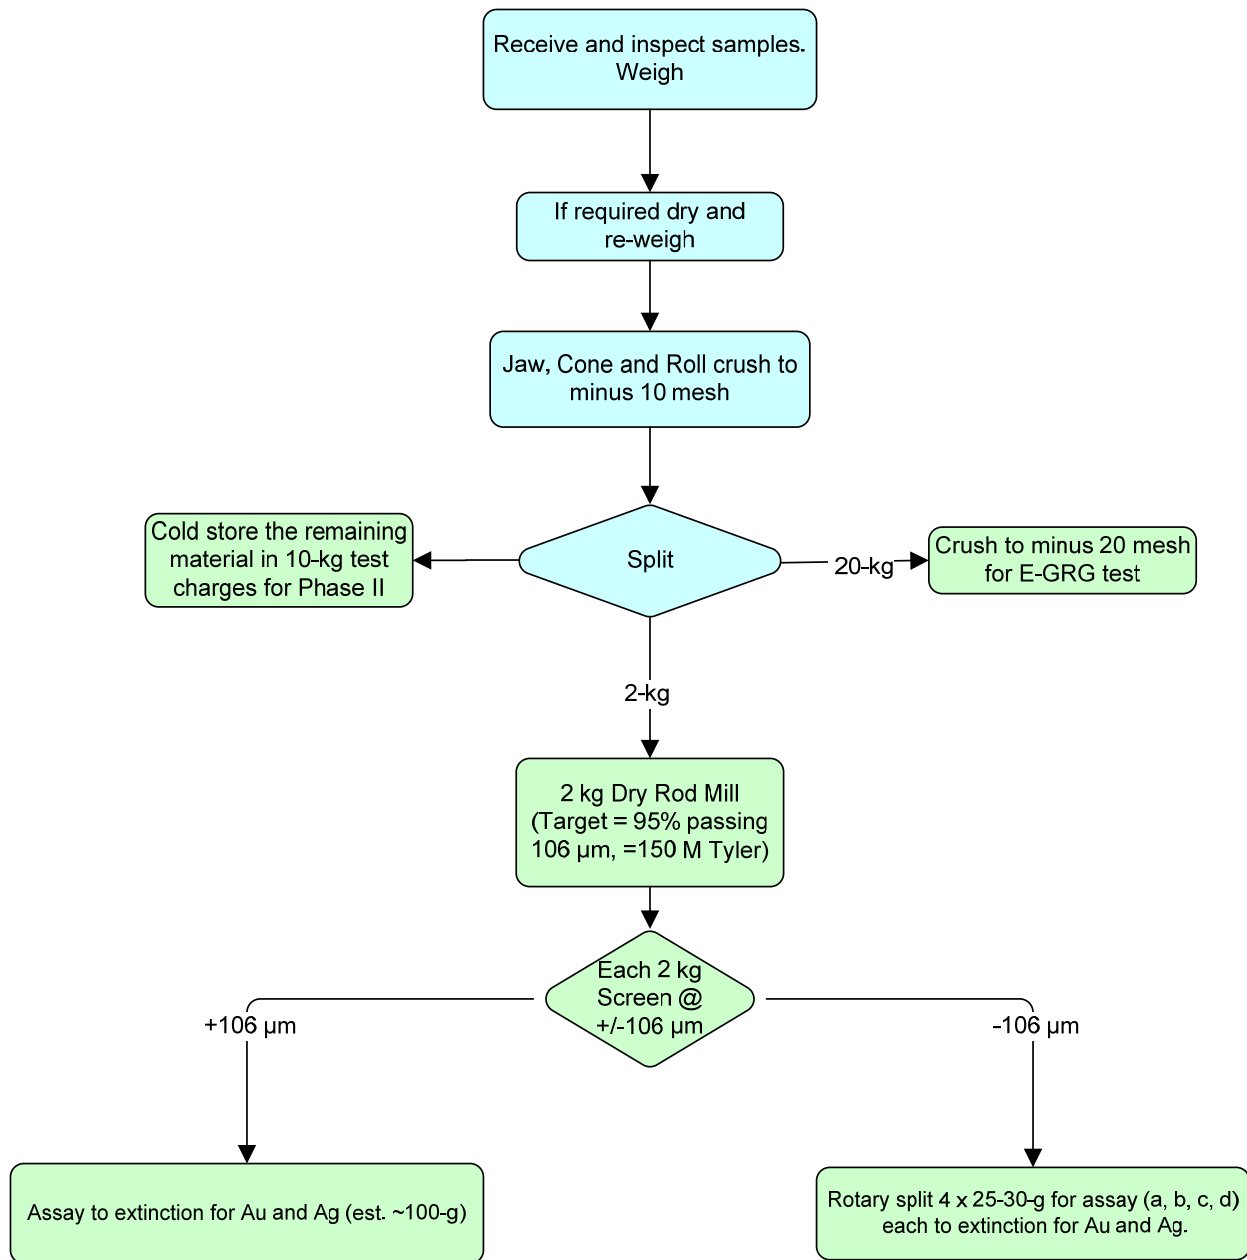 Receive and inspect samples.
Weigh
If required dry and
re-weigh
Jaw, Cone and Roll crush to
minus 10 mesh
Cold store the remaining
material in 10-kg test
charges for Phase II
Split
20-kg
Crush to minus 20 mesh
for E-GRG test
2-kg
2 kg Dry Rod Mill
(Target = 95% passing
106 µm, =150 M Tyler)
Each 2 kg
Screen @
+/-106 µm
+106 µm
-106 µm
Assay to extinction for Au and Ag (est. ~100-g)
Rotary split 4 x 25-30-g for assay (a, b, c, d)
each to extinction for Au and Ag.